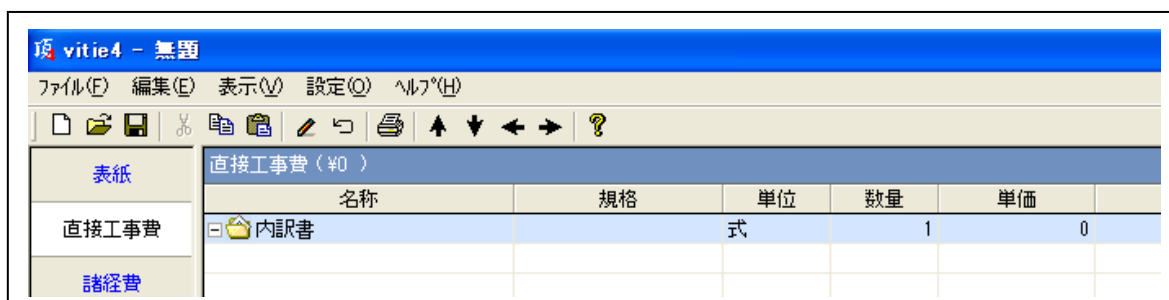 vitie4 - 無題
ファイル(F) 編集(E) 表示(V) 設定(O) ヘルプ(H)
表紙
直接工事費
諸経費
直接工事費(¥0 )
名称 規格 単位 数量 単価
内訳書 式 1 0